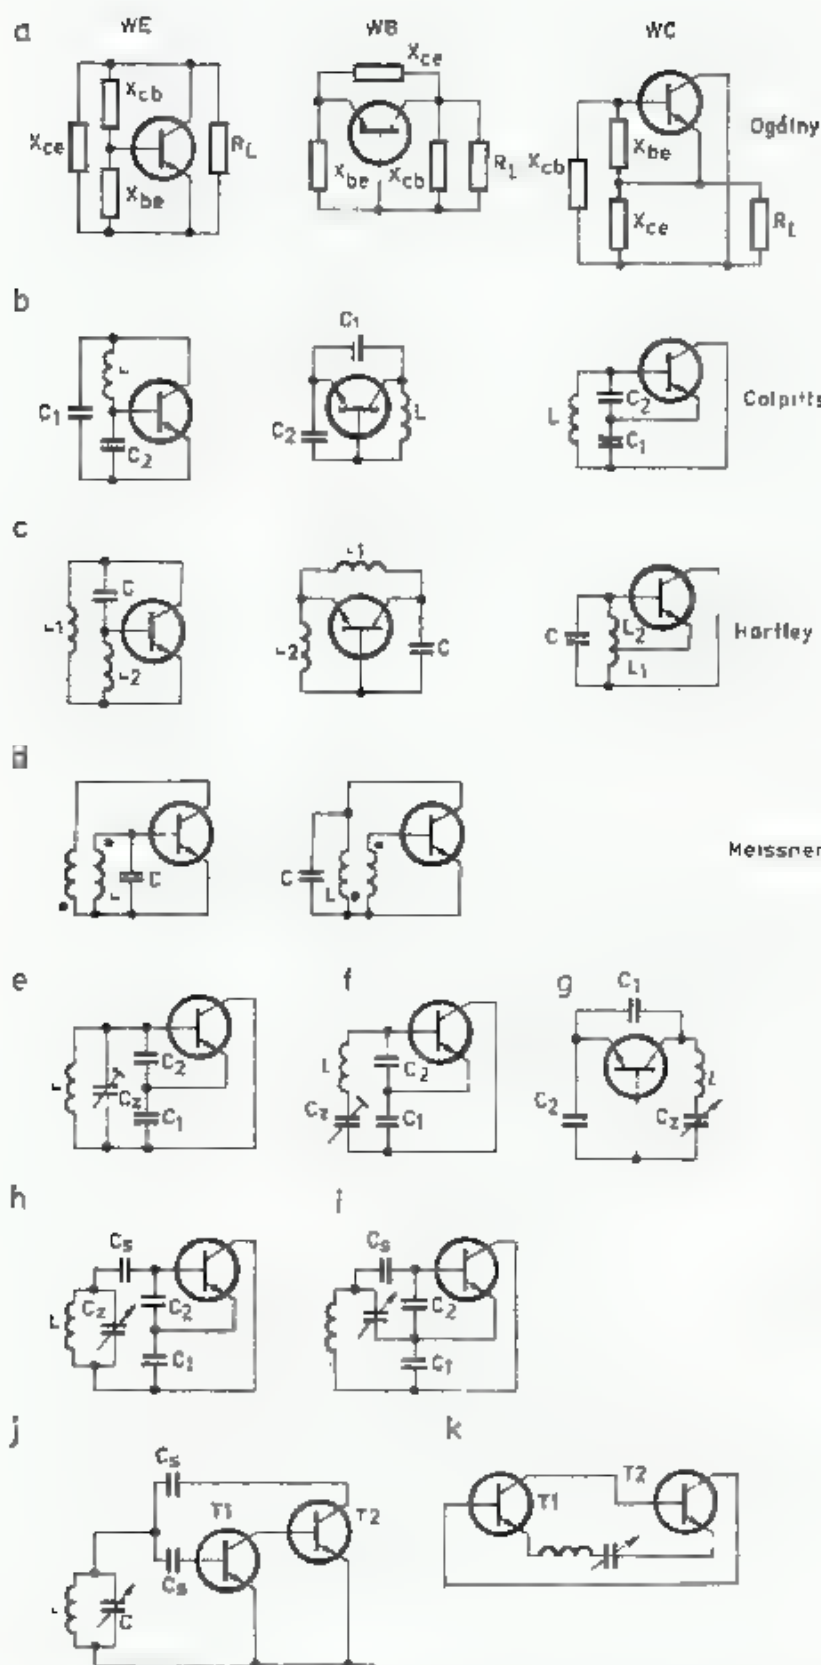 a WE WB WC
Xce Xcb Xbe RL
Xce Xbe Xcb RL
Xcb Xbe Xce RL
Ogólny
b
C1 L C2
C1 C2 L
L C2 C1
Colpitts
c
L1 C L2
L1 L2 C
C L2 L1
Hartley
L C
C L
Meissner
e f g
L Cz C2 C1
L Cz C2 C1
C1 C2 L Cz
h i
Cs L Cz C2 C1
Cs C2 C1
j k
Cs T1 T2
Cs
L C
T1 T2